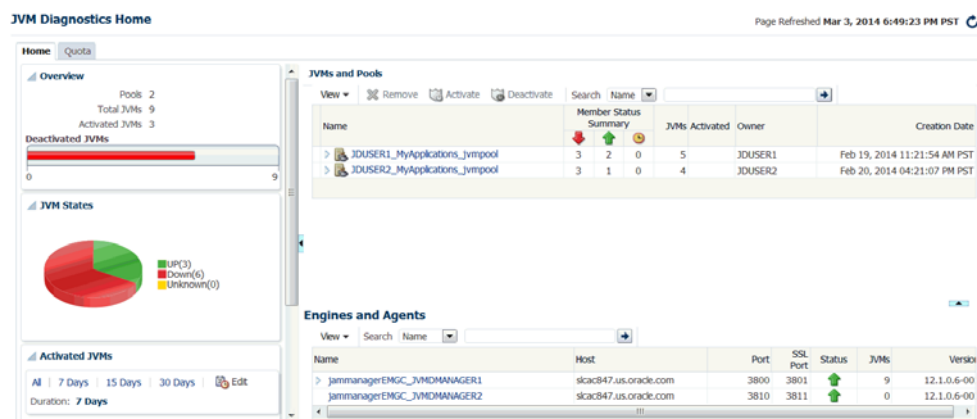 JVM Diagnostics Home
Page Refreshed Mar 3, 2014 6:49:23 PM PST
Home Quota
Overview
Pools 2
Total JVMs 9
Activated JVMs 3
Deactivated JVMs
0 9
JVM States
UP(3)
Down(6)
Unknown(0)
Activated JVMs
All 7 Days 15 Days 30 Days Edit
Duration: 7 Days
JVMs and Pools
View Remove Activate Deactivate Search Name
Name Member Status Summary JVMs Activated Owner Creation Date
JDUSER1_MyApplications_jvmpool 3 2 0 5 JDUSER1 Feb 19, 2014 11:21:54 AM PST
JDUSER2_MyApplications_jvmpool 3 1 0 4 JDUSER2 Feb 20, 2014 04:21:07 PM PST
Engines and Agents
View Search Name
Name Host Port SSL Port Status JVMs Versio
jammanagerEMGC_JVMDMANAGER1 slcac847.us.oracle.com 3800 3801 9 12.1.0.6-00
jammanagerEMGC_JVMDMANAGER2 slcac847.us.oracle.com 3810 3811 0 12.1.0.6-00